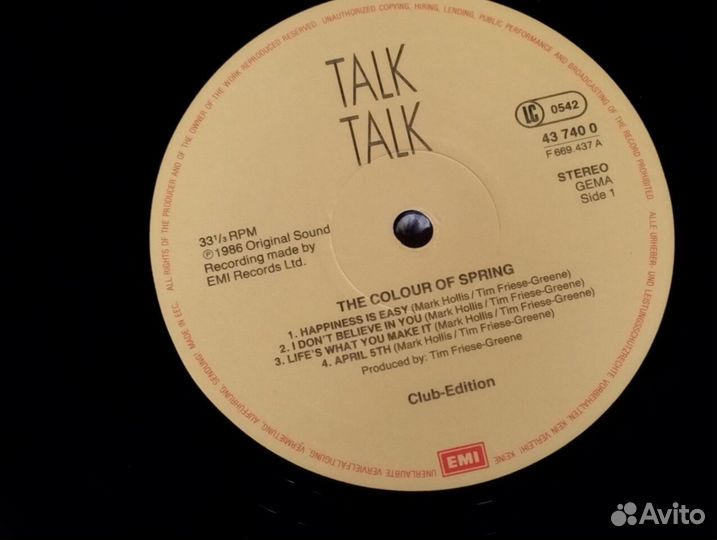 TALK
TALK
LC 0542
43 740 0
F 669.437 A
STEREO
GEMA
Side 1
33 1/3 RPM
℗1986 Original Sound
Recording made by
EMI Records Ltd.
THE COLOUR OF SPRING
1. HAPPINESS IS EASY (Mark Hollis / Tim Friese-Greene)
2. I DON'T BELIEVE IN YOU (Mark Hollis / Tim Friese-Greene)
3. LIFE'S WHAT YOU MAKE IT (Mark Hollis / Tim Friese-Greene)
4. APRIL 5TH (Mark Hollis / Tim Friese-Greene)
Produced by: Tim Friese-Greene
Club-Edition
EMI
MADE IN EEC. ALL RIGHTS OF THE PRODUCER AND OF THE OWNER OF THE WORK REPRODUCED RESERVED. UNAUTHORIZED COPYING, HIRING, LENDING, PUBLIC PERFORMANCE AND BROADCASTING OF THE RECORD PROHIBITED. ALLE URHEBER- UND LEISTUNGSSCHUTZRECHTE VORBEHALTEN. KEIN VERLEIH! KEINE UNERLAUBTE VERVIELFÄLTIGUNG, VERMIETUNG, AUFFÜHRUNG, SENDUNG!
Avito